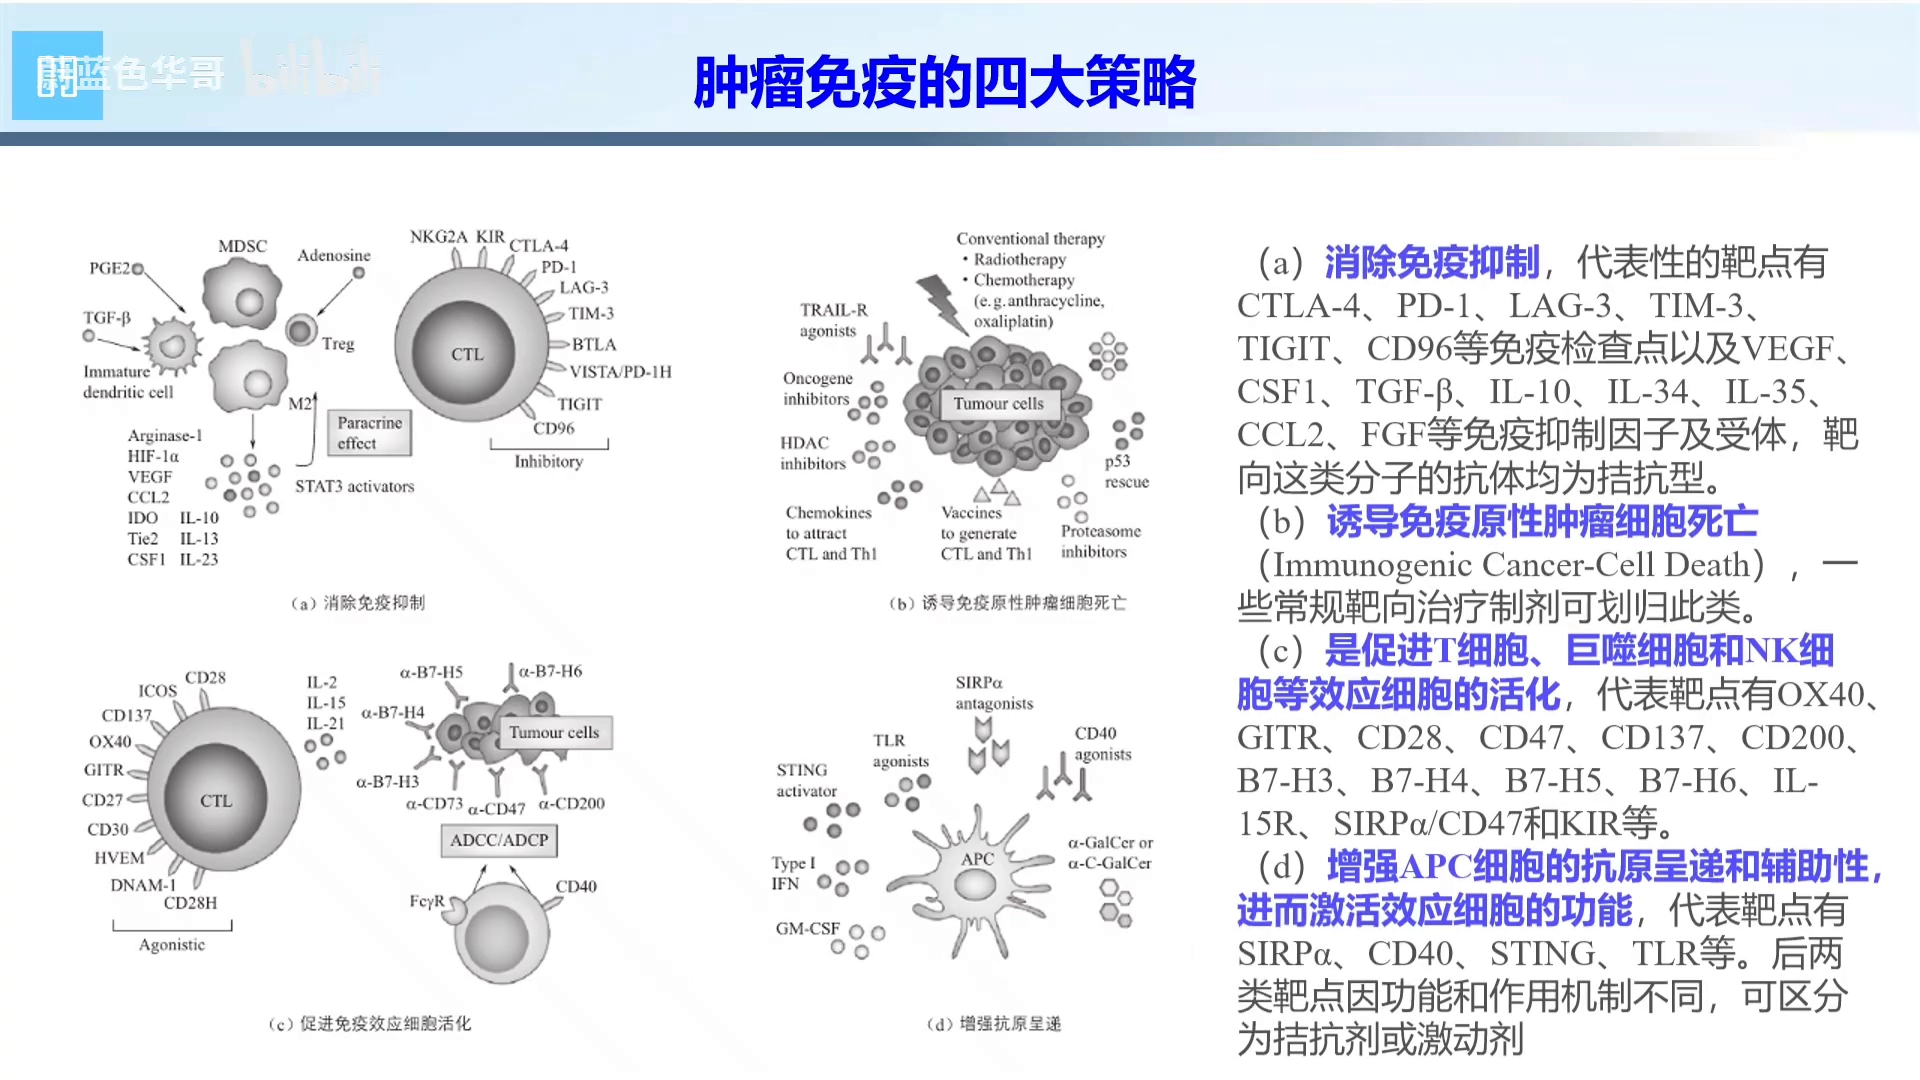 蔚蓝色华哥 bilibili
肿瘤免疫的四大策略
MDSC
PGE2
Adenosine
TGF-β
Treg
Immature
dendritic cell
M2
Arginase-1
HIF-1α
VEGF
CCL2
IDO IL-10
Tie2 IL-13
CSF1 IL-23
Paracrine
effect
STAT3 activators
NKG2A KIR
CTLA-4
PD-1
LAG-3
TIM-3
BTLA
VISTA/PD-1H
TIGIT
CD96
CTL
Inhibitory
(a) 消除免疫抑制
Conventional therapy
• Radiotherapy
• Chemotherapy
(e.g. anthracycline,
oxaliplatin)
TRAIL-R
agonists
Oncogene
inhibitors
Tumour cells
HDAC
inhibitors
p53
rescue
Chemokines
to attract
CTL and Th1
Vaccines
to generate
CTL and Th1
Proteasome
inhibitors
(b) 诱导免疫原性肿瘤细胞死亡
CD28
ICOS
CD137
OX40
GITR
CD27
CD30
HVEM
DNAM-1
CD28H
CTL
Agonistic
IL-2
IL-15
IL-21
α-B7-H5
α-B7-H6
α-B7-H4
Tumour cells
α-B7-H3
α-CD73
α-CD47
α-CD200
ADCC/ADCP
FcγR
CD40
(c) 促进免疫效应细胞活化
SIRPα
antagonists
TLR
agonists
CD40
agonists
STING
activator
APC
α-GalCer or
α-C-GalCer
Type I
IFN
GM-CSF
(d) 增强抗原呈递
（a）消除免疫抑制，代表性的靶点有
CTLA-4、PD-1、LAG-3、TIM-3、
TIGIT、CD96等免疫检查点以及VEGF、
CSF1、TGF-β、IL-10、IL-34、IL-35、
CCL2、FGF等免疫抑制因子及受体，靶
向这类分子的抗体均为拮抗型。
（b）诱导免疫原性肿瘤细胞死亡
（Immunogenic Cancer-Cell Death），一
些常规靶向治疗制剂可划归此类。
（c）是促进T细胞、巨噬细胞和NK细
胞等效应细胞的活化，代表靶点有OX40、
GITR、CD28、CD47、CD137、CD200、
B7-H3、B7-H4、B7-H5、B7-H6、IL-
15R、SIRPα/CD47和KIR等。
（d）增强APC细胞的抗原呈递和辅助性，
进而激活效应细胞的功能，代表靶点有
SIRPα、CD40、STING、TLR等。后两
类靶点因功能和作用机制不同，可区分
为拮抗剂或激动剂